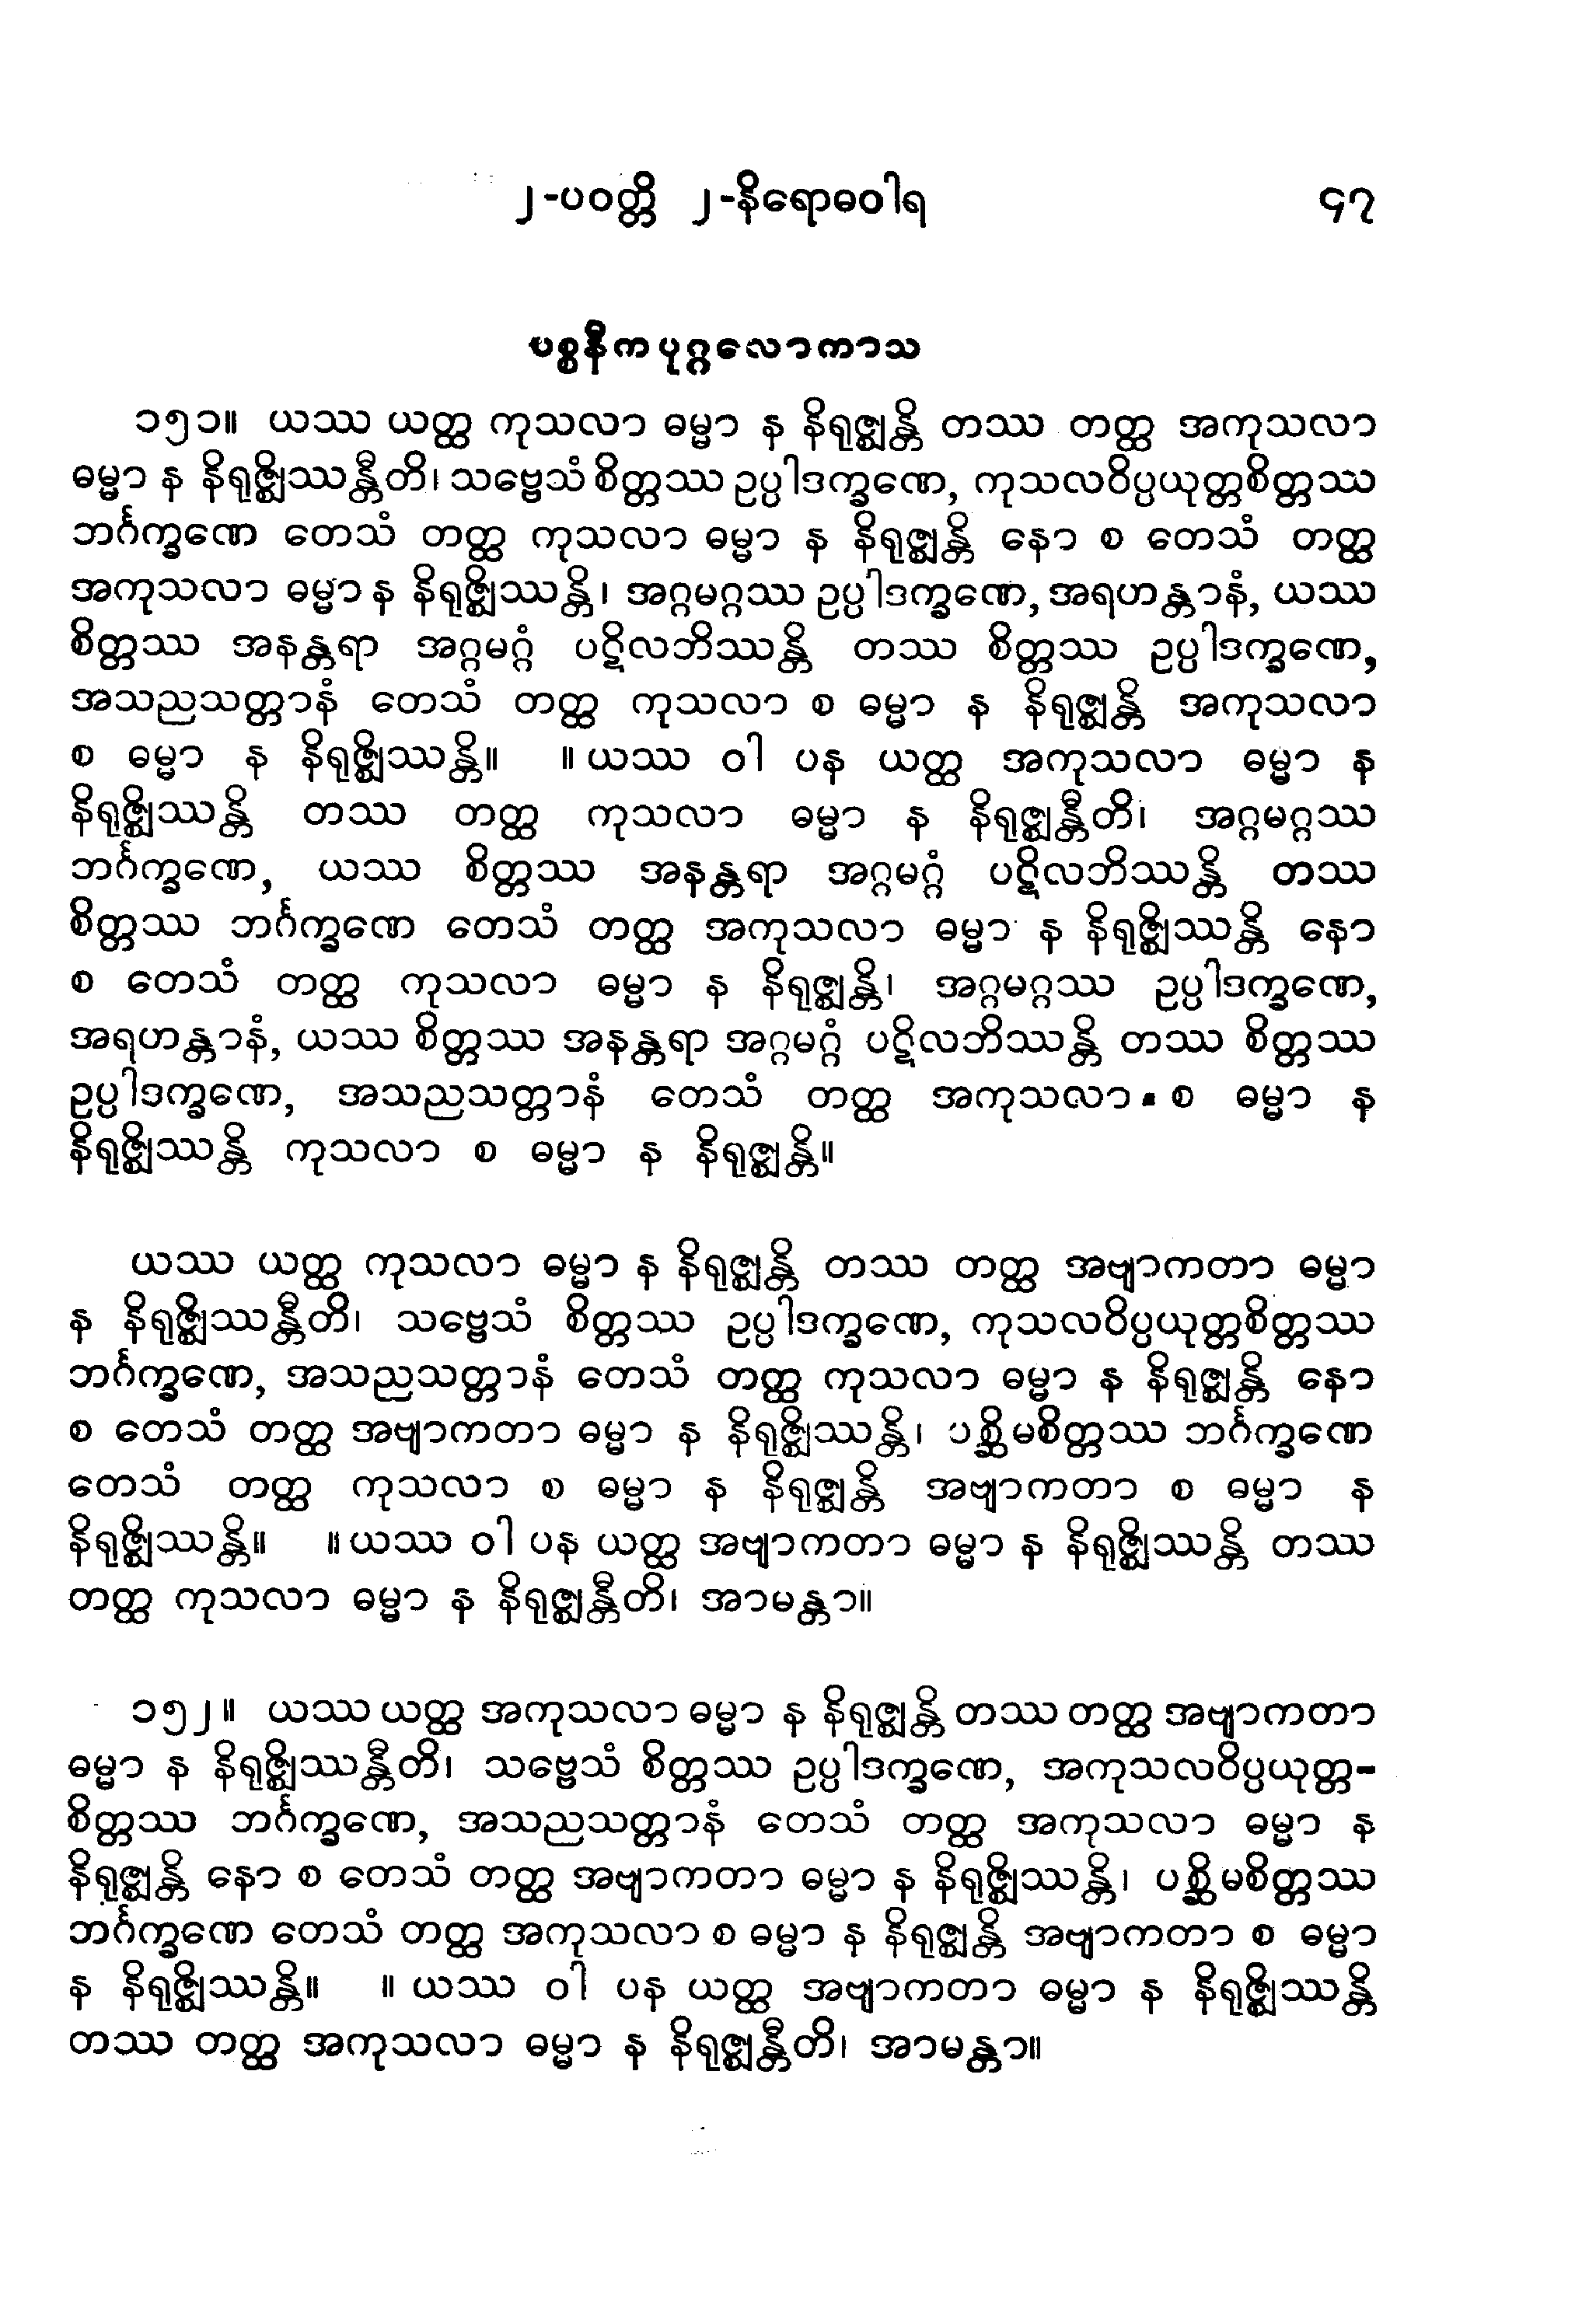 ၂-ပဝတ္တိ ၂-နိရောဓဝါရ ၄၇
ပစ္စနီကပုဂ္ဂလောကာသ
၁၅၁။ ယဿ ယတ္ထ ကုသလာ ဓမ္မာ န နိရုဇ္ဈန္တိ တဿ တတ္ထ အကုသလာ
ဓမ္မာ န နိရုဇ္ဈိဿန္တီတိ၊ သဗ္ဗေသံ စိတ္တဿ ဥပ္ပါဒက္ခဏေ, ကုသလဝိပ္ပယုတ္တစိတ္တဿ
ဘင်္ဂက္ခဏေ တေသံ တတ္ထ ကုသလာ ဓမ္မာ န နိရုဇ္ဈန္တိ နော စ တေသံ တတ္ထ
အကုသလာ ဓမ္မာ န နိရုဇ္ဈိဿန္တိ၊ အဂ္ဂမဂ္ဂဿ ဥပ္ပါဒက္ခဏေ, အရဟန္တာနံ, ယဿ
စိတ္တဿ အနန္တရာ အဂ္ဂမဂ္ဂံ ပဋိလဘိဿန္တိ တဿ စိတ္တဿ ဥပ္ပါဒက္ခဏေ,
အသညသတ္တာနံ တေသံ တတ္ထ ကုသလာ စ ဓမ္မာ န နိရုဇ္ဈန္တိ အကုသလာ
စ ဓမ္မာ န နိရုဇ္ဈိဿန္တိ။ ။ ယဿ ဝါ ပန ယတ္ထ အကုသလာ ဓမ္မာ န
နိရုဇ္ဈိဿန္တိ တဿ တတ္ထ ကုသလာ ဓမ္မာ န နိရုဇ္ဈန္တီတိ၊ အဂ္ဂမဂ္ဂဿ
ဘင်္ဂက္ခဏေ, ယဿ စိတ္တဿ အနန္တရာ အဂ္ဂမဂ္ဂံ ပဋိလဘိဿန္တိ တဿ
စိတ္တဿ ဘင်္ဂက္ခဏေ တေသံ တတ္ထ အကုသလာ ဓမ္မာ န နိရုဇ္ဈိဿန္တိ နော
စ တေသံ တတ္ထ ကုသလာ ဓမ္မာ န နိရုဇ္ဈန္တိ၊ အဂ္ဂမဂ္ဂဿ ဥပ္ပါဒက္ခဏေ,
အရဟန္တာနံ, ယဿ စိတ္တဿ အနန္တရာ အဂ္ဂမဂ္ဂံ ပဋိလဘိဿန္တိ တဿ စိတ္တဿ
ဥပ္ပါဒက္ခဏေ, အသညသတ္တာနံ တေသံ တတ္ထ အကုသလာ စ ဓမ္မာ န
နိရုဇ္ဈိဿန္တိ ကုသလာ စ ဓမ္မာ န နိရုဇ္ဈန္တိ။
ယဿ ယတ္ထ ကုသလာ ဓမ္မာ န နိရုဇ္ဈန္တိ တဿ တတ္ထ အဗျာကတာ ဓမ္မာ
န နိရုဇ္ဈိဿန္တီတိ၊ သဗ္ဗေသံ စိတ္တဿ ဥပ္ပါဒက္ခဏေ, ကုသလဝိပ္ပယုတ္တစိတ္တဿ
ဘင်္ဂက္ခဏေ, အသညသတ္တာနံ တေသံ တတ္ထ ကုသလာ ဓမ္မာ န နိရုဇ္ဈန္တိ နော
စ တေသံ တတ္ထ အဗျာကတာ ဓမ္မာ န နိရုဇ္ဈိဿန္တိ၊ ပစ္ဆိမစိတ္တဿ ဘင်္ဂက္ခဏေ
တေသံ တတ္ထ ကုသလာ စ ဓမ္မာ န နိရုဇ္ဈန္တိ အဗျာကတာ စ ဓမ္မာ န
နိရုဇ္ဈိဿန္တိ။ ။ ယဿ ဝါ ပန ယတ္ထ အဗျာကတာ ဓမ္မာ န နိရုဇ္ဈိဿန္တိ တဿ
တတ္ထ ကုသလာ ဓမ္မာ န နိရုဇ္ဈန္တီတိ၊ အာမန္တာ။
၁၅၂။ ယဿ ယတ္ထ အကုသလာ ဓမ္မာ န နိရုဇ္ဈန္တိ တဿ တတ္ထ အဗျာကတာ
ဓမ္မာ န နိရုဇ္ဈိဿန္တီတိ၊ သဗ္ဗေသံ စိတ္တဿ ဥပ္ပါဒက္ခဏေ, အကုသလဝိပ္ပယုတ္တ-
စိတ္တဿ ဘင်္ဂက္ခဏေ, အသညသတ္တာနံ တေသံ တတ္ထ အကုသလာ ဓမ္မာ န
နိရုဇ္ဈန္တိ နော စ တေသံ တတ္ထ အဗျာကတာ ဓမ္မာ န နိရုဇ္ဈိဿန္တိ၊ ပစ္ဆိမစိတ္တဿ
ဘင်္ဂက္ခဏေ တေသံ တတ္ထ အကုသလာ စ ဓမ္မာ န နိရုဇ္ဈန္တိ အဗျာကတာ စ ဓမ္မာ
န နိရုဇ္ဈိဿန္တိ။ ။ ယဿ ဝါ ပန ယတ္ထ အဗျာကတာ ဓမ္မာ န နိရုဇ္ဈိဿန္တိ
တဿ တတ္ထ အကုသလာ ဓမ္မာ န နိရုဇ္ဈန္တီတိ၊ အာမန္တာ။